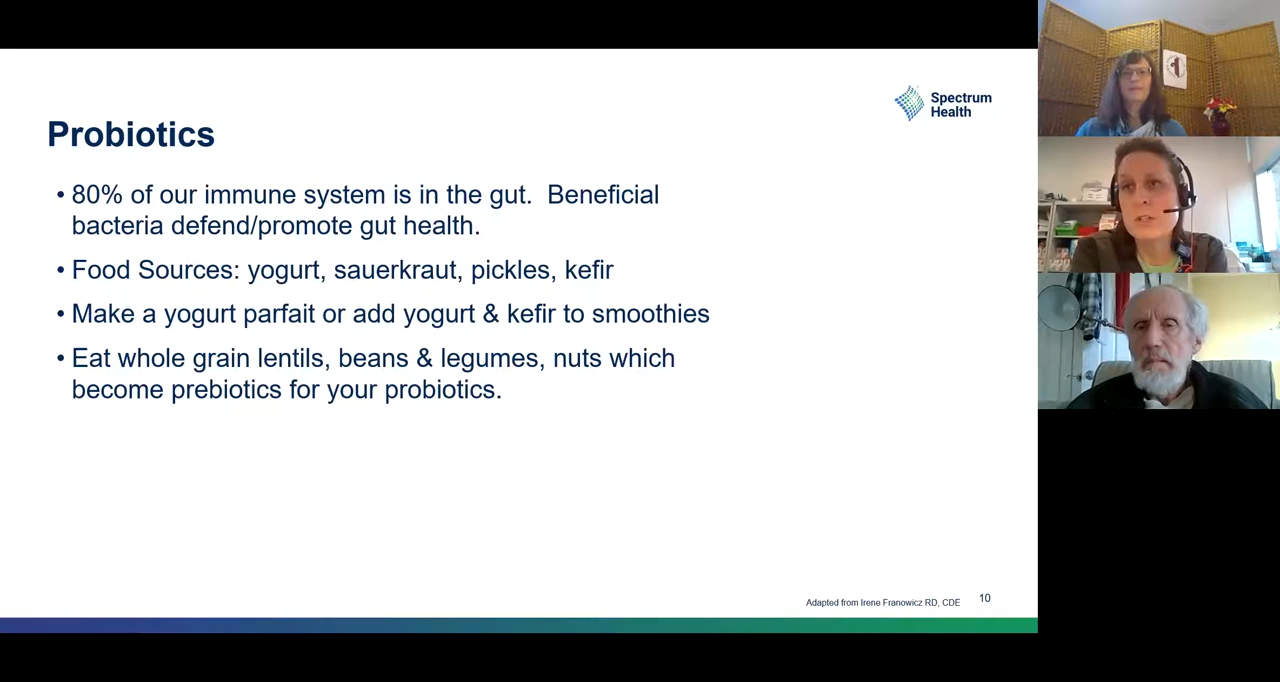 Spectrum
Health
Probiotics
• 80% of our immune system is in the gut.  Beneficial
bacteria defend/promote gut health.
• Food Sources: yogurt, sauerkraut, pickles, kefir
• Make a yogurt parfait or add yogurt & kefir to smoothies
• Eat whole grain lentils, beans & legumes, nuts which
become prebiotics for your probiotics.
Adapted from Irene Franowicz RD, CDE
10